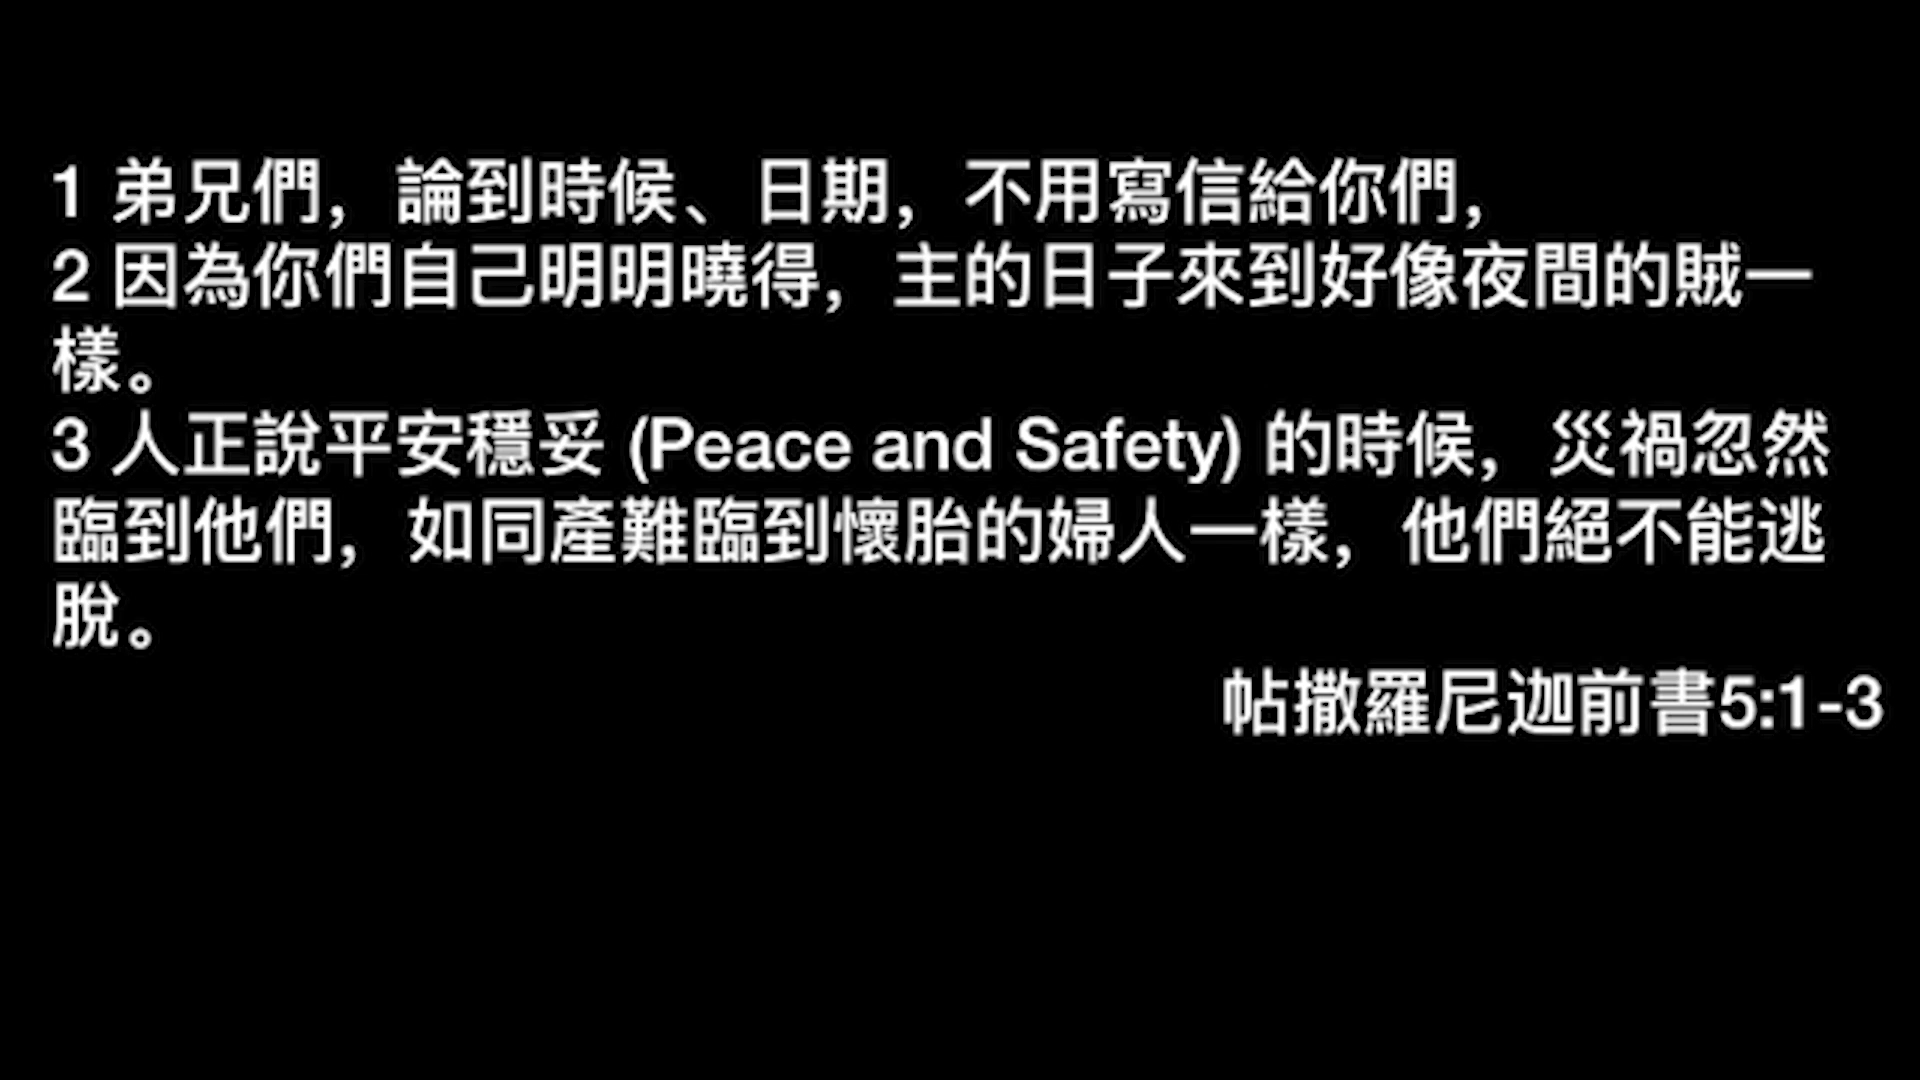 1 弟兄們，論到時候、日期，不用寫信給你們，
2 因為你們自己明明曉得，主的日子來到好像夜間的賊一
樣。
3 人正說平安穩妥 (Peace and Safety) 的時候，災禍忽然
臨到他們，如同產難臨到懷胎的婦人一樣，他們絕不能逃
脫。
帖撒羅尼迦前書5:1-3